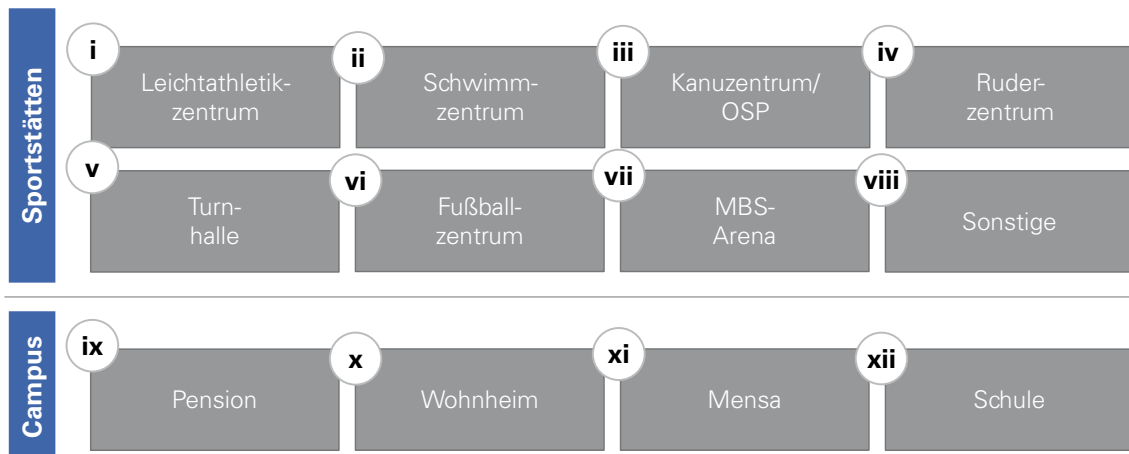 Sportstätten
i
Leichtathletik-
zentrum
ii
Schwimm-
zentrum
iii
Kanuzentrum/
OSP
iv
Ruder-
zentrum
v
Turn-
halle
vi
Fußball-
zentrum
vii
MBS-
Arena
viii
Sonstige
Campus
ix
Pension
x
Wohnheim
xi
Mensa
xii
Schule